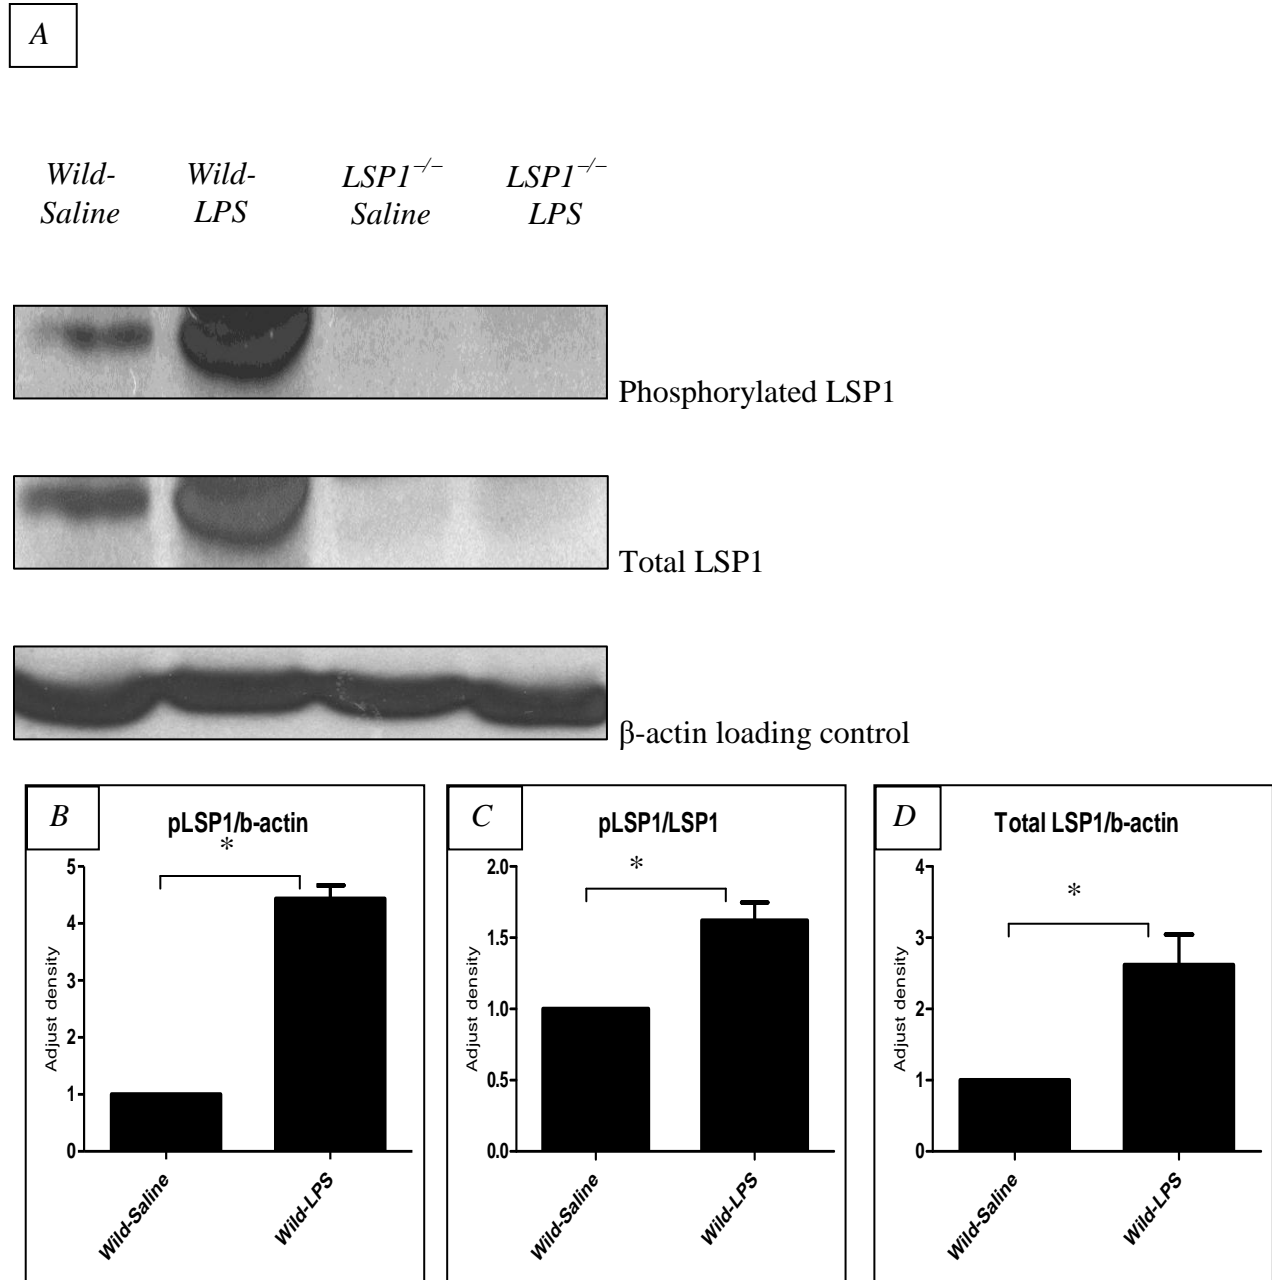 A
Wild- Wild- LSP1⁻/⁻ LSP1⁻/⁻
Saline LPS Saline LPS
Phosphorylated LSP1
Total LSP1
β-actin loading control
B
pLSP1/b-actin
*
5
4
3
2
1
0
Adjust density
Wild-Saline
Wild-LPS
C
pLSP1/LSP1
*
2.0
1.5
1.0
0.5
0.0
Adjust density
Wild-Saline
Wild-LPS
D
Total LSP1/b-actin
*
4
3
2
1
0
Adjust density
Wild-Saline
Wild-LPS